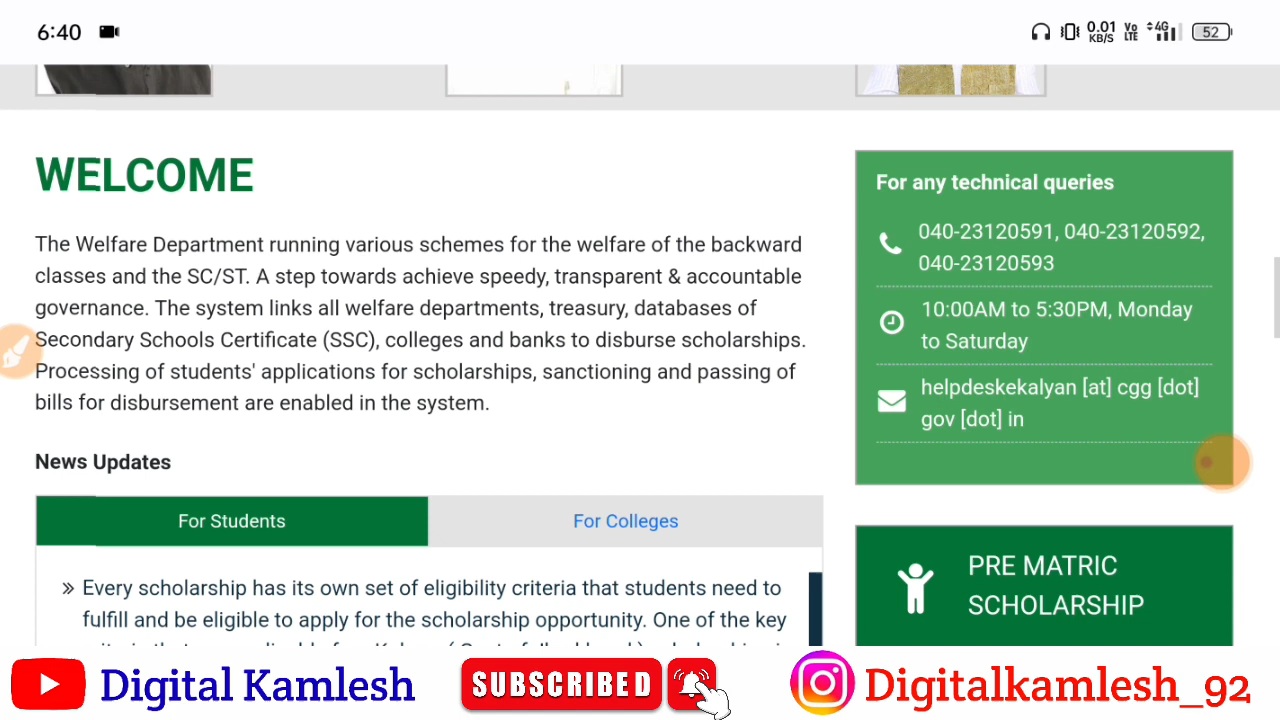 6:40
0.01
KB/S
Vo
LTE
4G
52
WELCOME
The Welfare Department running various schemes for the welfare of the backward
classes and the SC/ST. A step towards achieve speedy, transparent & accountable
governance. The system links all welfare departments, treasury, databases of
Secondary Schools Certificate (SSC), colleges and banks to disburse scholarships.
Processing of students' applications for scholarships, sanctioning and passing of
bills for disbursement are enabled in the system.
News Updates
For Students
For Colleges
» Every scholarship has its own set of eligibility criteria that students need to
fulfill and be eligible to apply for the scholarship opportunity. One of the key
For any technical queries
040-23120591, 040-23120592,
040-23120593
10:00AM to 5:30PM, Monday
to Saturday
helpdeskekalyan [at] cgg [dot]
gov [dot] in
PRE MATRIC
SCHOLARSHIP
Digital Kamlesh
SUBSCRIBED
Digitalkamlesh_92